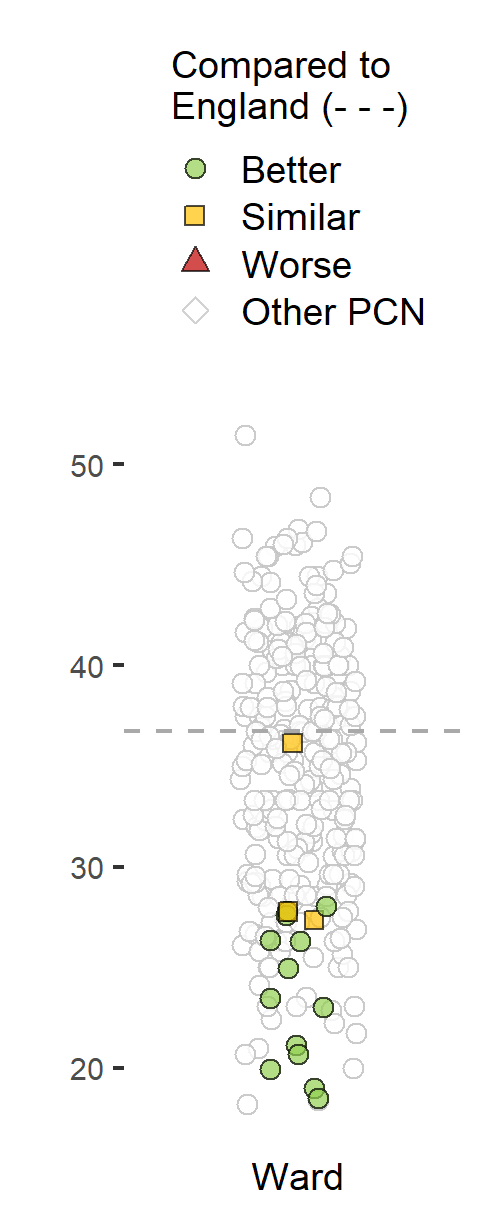 Compared to
England (- - -)
Better
Similar
Worse
Other PCN
50
40
30
20
Ward